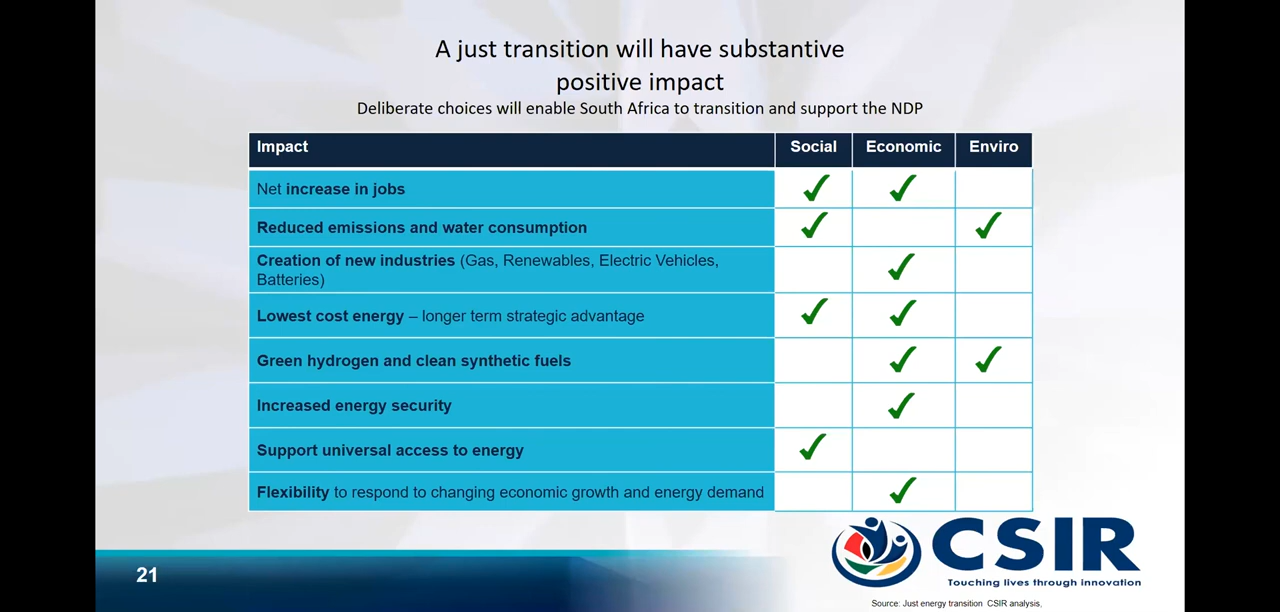 A just transition will have substantive
positive impact
Deliberate choices will enable South Africa to transition and support the NDP
Impact Social Economic Enviro
Net increase in jobs ✓ ✓
Reduced emissions and water consumption ✓ ✓
Creation of new industries (Gas, Renewables, Electric Vehicles,
Batteries) ✓
Lowest cost energy – longer term strategic advantage ✓ ✓
Green hydrogen and clean synthetic fuels ✓ ✓
Increased energy security ✓
Support universal access to energy ✓
Flexibility to respond to changing economic growth and energy demand ✓
CSIR
Touching lives through innovation
21
Source: Just energy transition CSIR analysis,